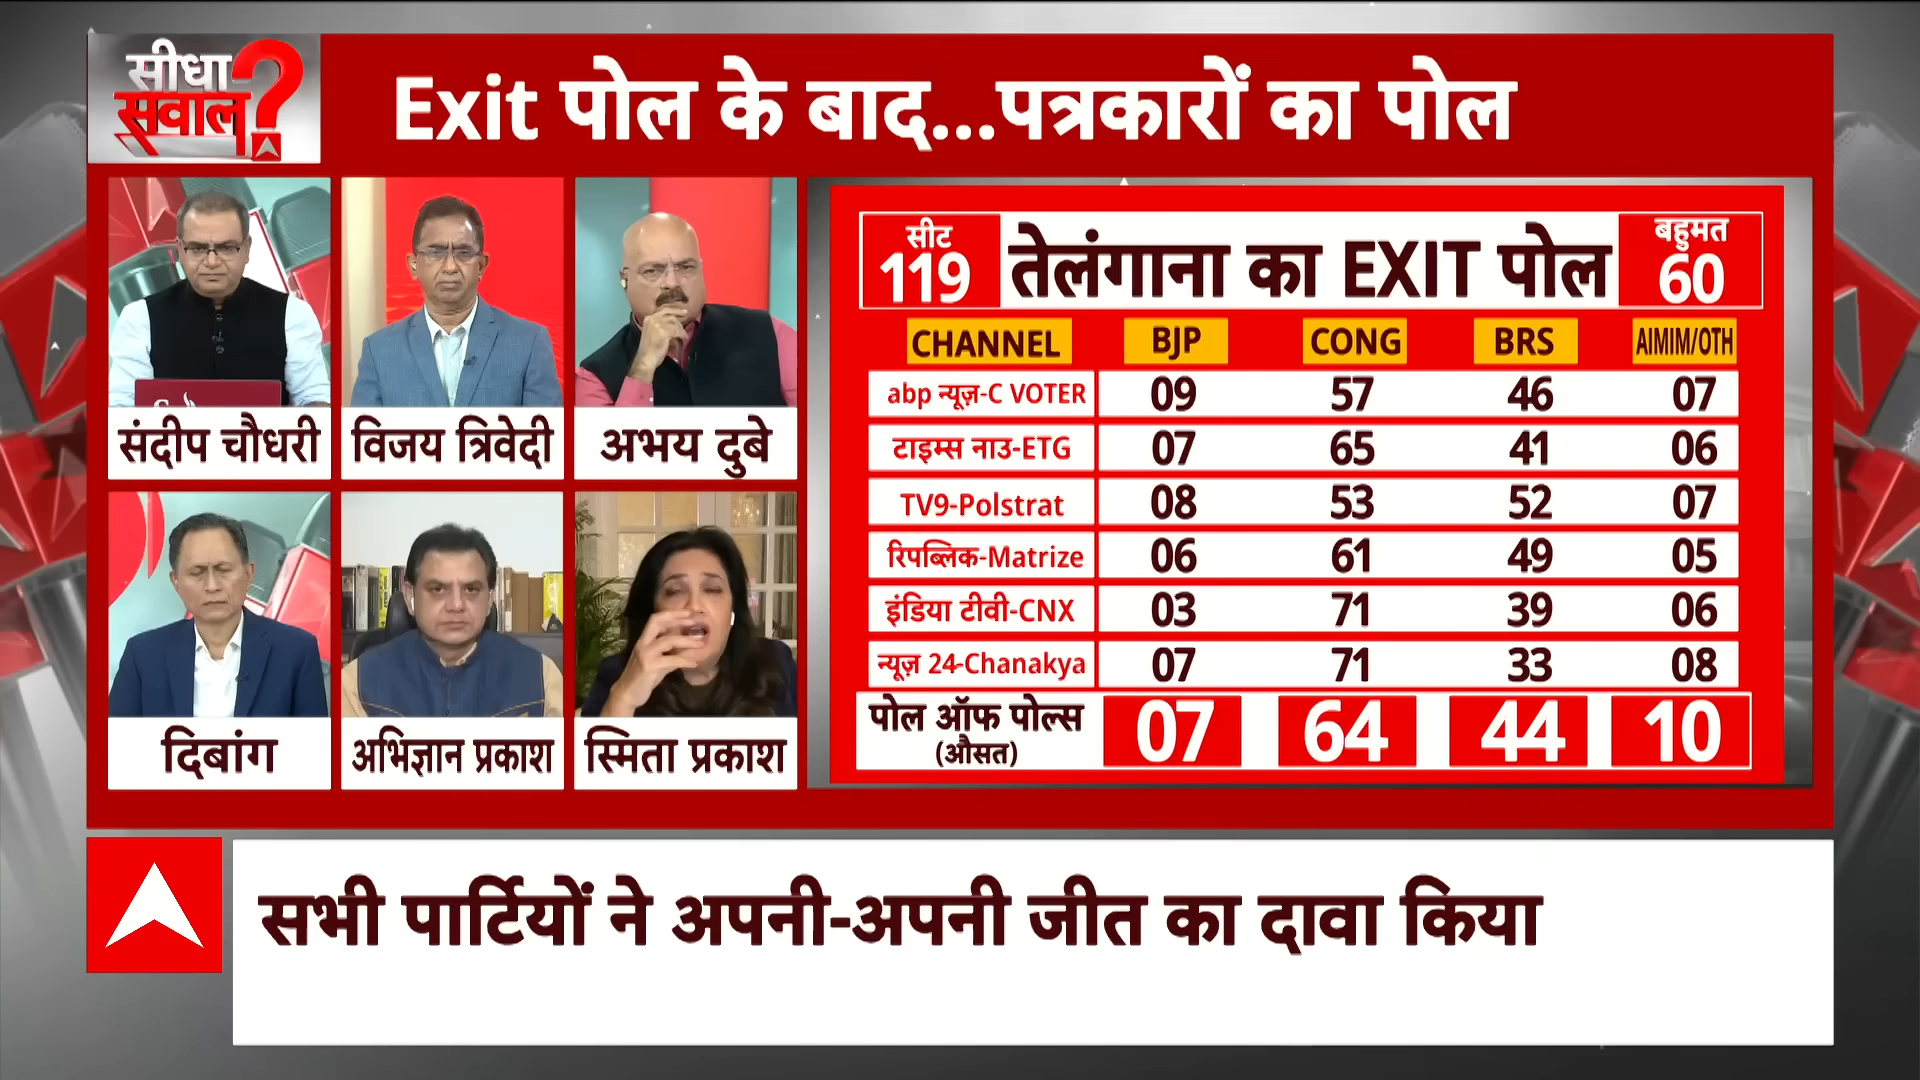 सीधा
सवाल?
Exit पोल के बाद...पत्रकारों का पोल
संदीप चौधरी
विजय त्रिवेदी
अभय दुबे
दिबांग
अभिज्ञान प्रकाश
स्मिता प्रकाश
सीट
119
तेलंगाना का EXIT पोल
बहुमत
60
CHANNEL BJP CONG BRS AIMIM/OTH
abp न्यूज़-C VOTER 09 57 46 07
टाइम्स नाउ-ETG 07 65 41 06
TV9-Polstrat 08 53 52 07
रिपब्लिक-Matrize 06 61 49 05
इंडिया टीवी-CNX 03 71 39 06
न्यूज़ 24-Chanakya 07 71 33 08
पोल ऑफ पोल्स
(औसत)
07 64 44 10
सभी पार्टियों ने अपनी-अपनी जीत का दावा किया